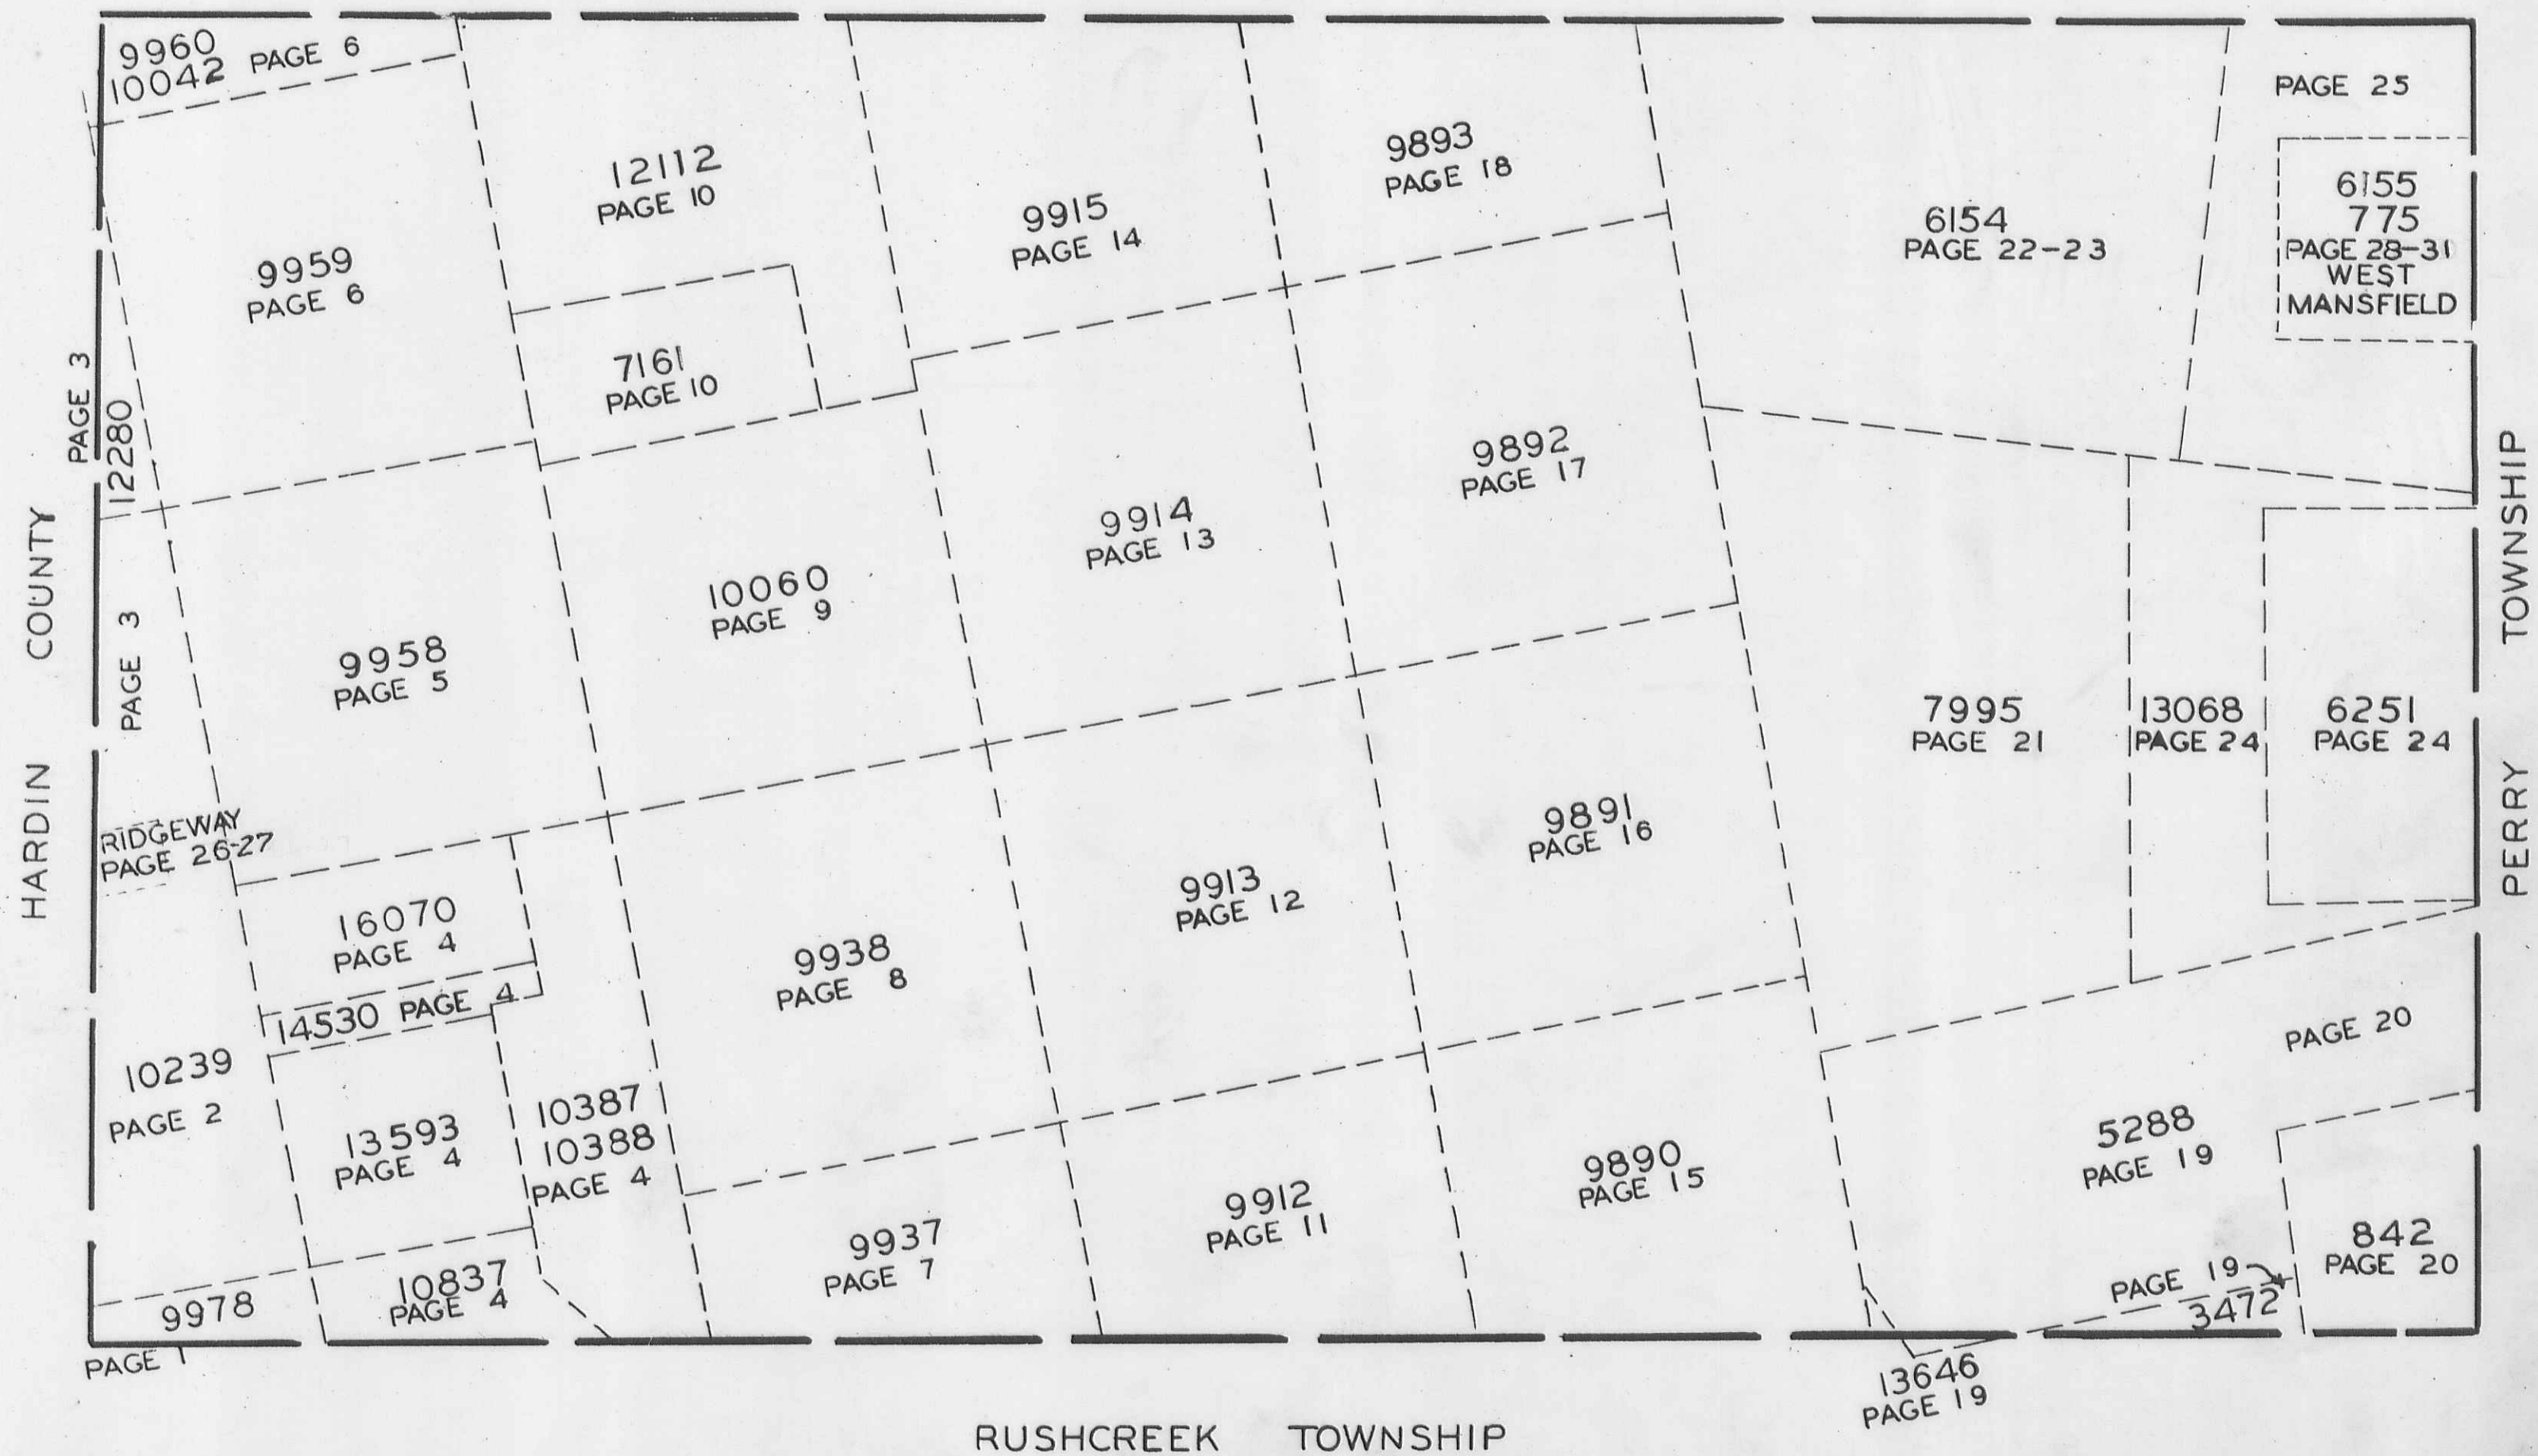 9960
10042 PAGE 6
12112
PAGE 10
9915
PAGE 14
9893
PAGE 18
6154
PAGE 22-23
PAGE 25
6155
775
PAGE 28-31
WEST
MANSFIELD
9959
PAGE 6
7161
PAGE 10
PAGE 3
12280
9914
PAGE 13
9892
PAGE 17
HARDIN COUNTY
PERRY TOWNSHIP
PAGE 3
9958
PAGE 5
10060
PAGE 9
7995
PAGE 21
13068
PAGE 24
6251
PAGE 24
RIDGEWAY
PAGE 26-27
16070
PAGE 4
14530 PAGE 4
9938
PAGE 8
9913
PAGE 12
9891
PAGE 16
PAGE 20
10239
PAGE 2
13593
PAGE 4
10387
10388
PAGE 4
9937
PAGE 7
9912
PAGE 11
9890
PAGE 15
5288
PAGE 19
842
PAGE 20
PAGE 19
3472
9978
10837
PAGE 4
PAGE 1
13646
PAGE 19
RUSHCREEK TOWNSHIP